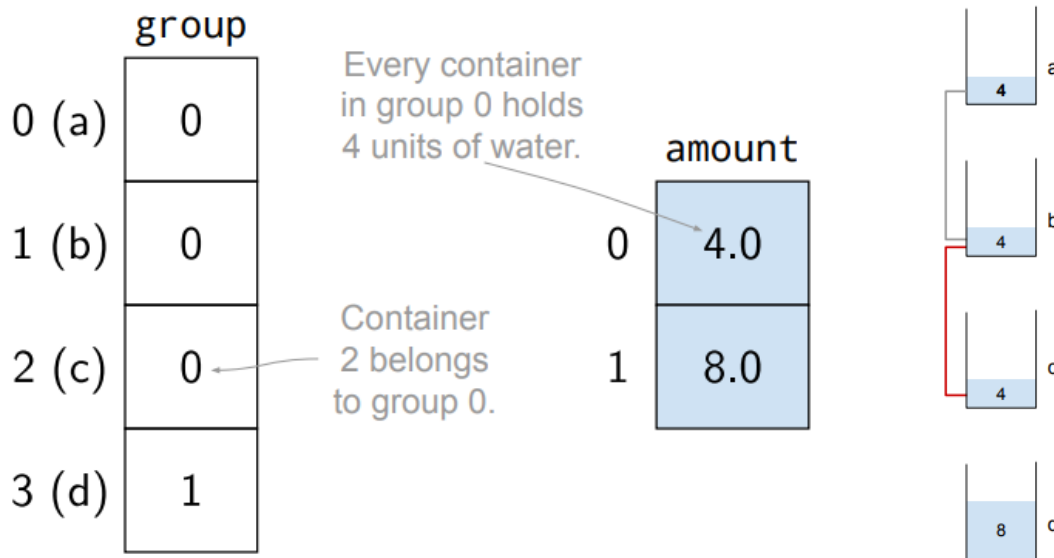 group
0 (a)
0
1 (b)
0
2 (c)
0
3 (d)
1
Every container
in group 0 holds
4 units of water.
Container
2 belongs
to group 0.
amount
0
4.0
1
8.0
4
a
4
b
4
8